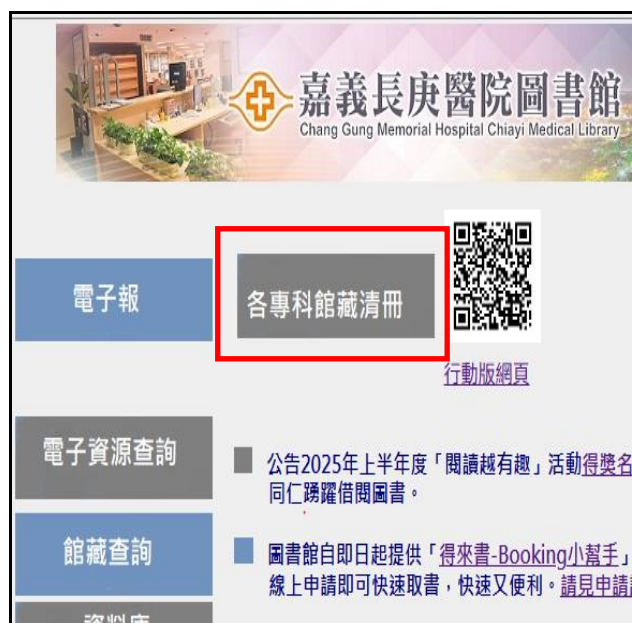 嘉義長庚醫院圖書館
Chang Gung Memorial Hospital Chiayi Medical Library
電子報
各專科館藏清冊
行動版網頁
電子資源查詢
公告2025年上半年度「閱讀越有趣」活動得獎名
同仁踴躍借閱圖書。
館藏查詢
圖書館自即日起提供「得來書-Booking小幫手」
線上申請即可快速取書，快速又便利。請見申請
資料庫